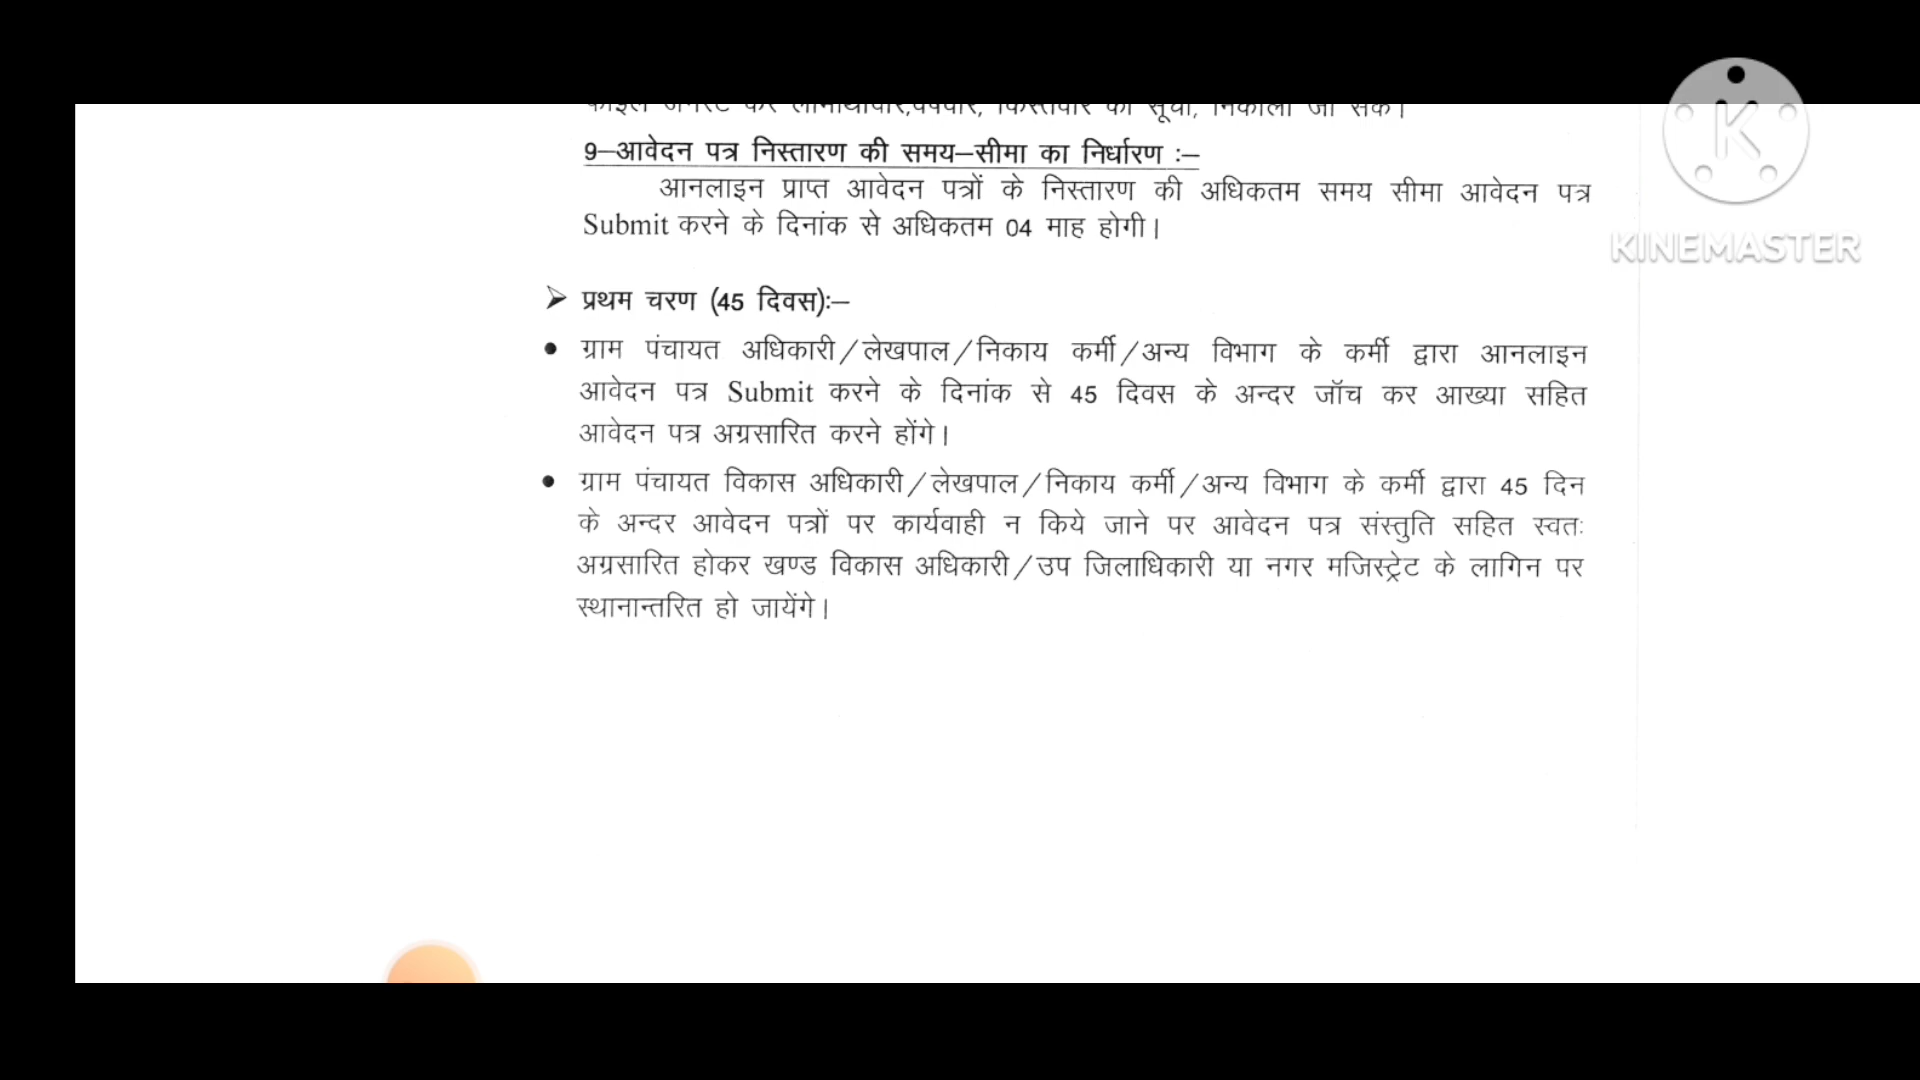 की सूची, निकाली जा सके।
9–आवेदन पत्र निस्तारण की समय–सीमा का निर्धारण :–
आनलाइन प्राप्त आवेदन पत्रों के निस्तारण की अधिकतम समय सीमा आवेदन पत्र
Submit करने के दिनांक से अधिकतम 04 माह होगी।
➢ प्रथम चरण (45 दिवस):–
• ग्राम पंचायत अधिकारी/लेखपाल/निकाय कर्मी/अन्य विभाग के कर्मी द्वारा आनलाइन
आवेदन पत्र Submit करने के दिनांक से 45 दिवस के अन्दर जॉच कर आख्या सहित
आवेदन पत्र अग्रसारित करने होंगे।
• ग्राम पंचायत विकास अधिकारी/लेखपाल/निकाय कर्मी/अन्य विभाग के कर्मी द्वारा 45 दिन
के अन्दर आवेदन पत्रों पर कार्यवाही न किये जाने पर आवेदन पत्र संस्तुति सहित स्वतः
अग्रसारित होकर खण्ड विकास अधिकारी/उप जिलाधिकारी या नगर मजिस्ट्रेट के लागिन पर
स्थानान्तरित हो जायेंगे।
K
KINEMASTER